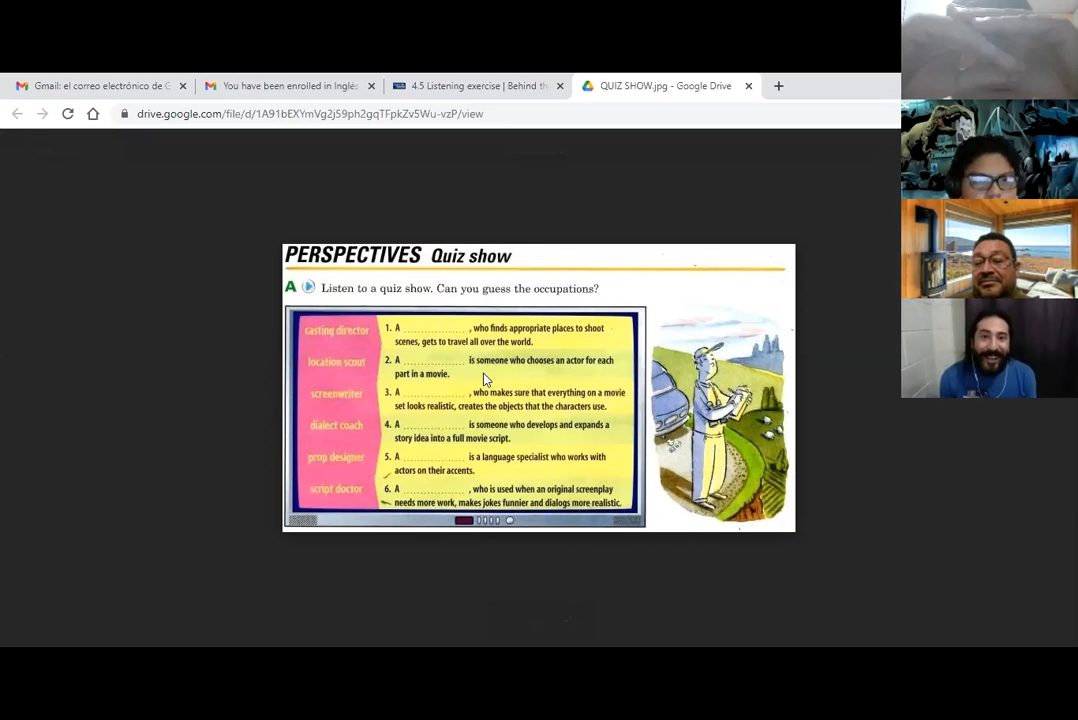 Gmail: el correo electrónico de G
You have been enrolled in Inglés
4.5 Listening exercise | Behind th
QUIZ SHOW.jpg - Google Drive
drive.google.com/file/d/1A91bEXYmVg2j59ph2gqTFpkZv5Wu-vzP/view
PERSPECTIVES Quiz show
A Listen to a quiz show. Can you guess the occupations?
casting director
location scout
screenwriter
dialect coach
prop designer
script doctor
1. A ..............., who finds appropriate places to shoot
scenes, gets to travel all over the world.
2. A ............... is someone who chooses an actor for each
part in a movie.
3. A ..............., who makes sure that everything on a movie
set looks realistic, creates the objects that the characters use.
4. A ............... is someone who develops and expands a
story idea into a full movie script.
5. A ............... is a language specialist who works with
actors on their accents.
6. A ..............., who is used when an original screenplay
needs more work, makes jokes funnier and dialogs more realistic.